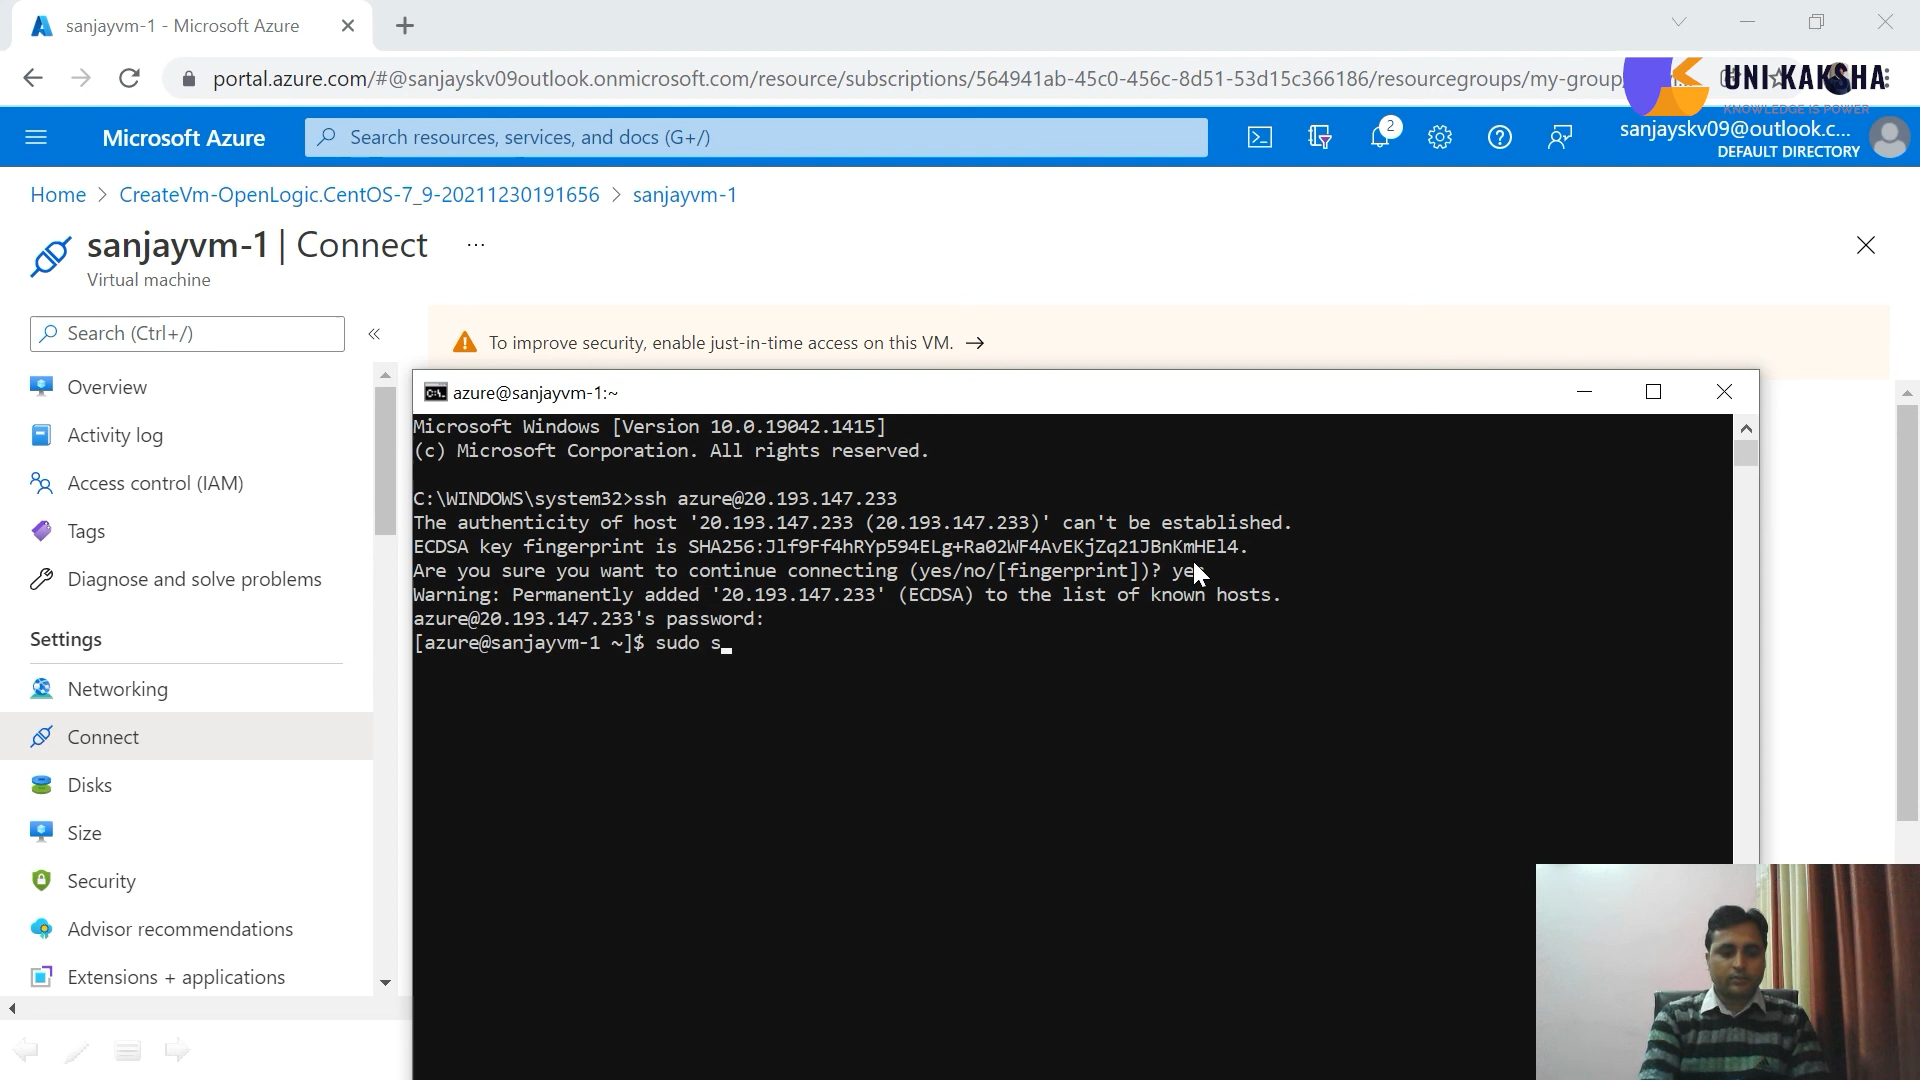 sanjayvm-1 - Microsoft Azure
portal.azure.com/#@sanjayskv09outlook.onmicrosoft.com/resource/subscriptions/564941ab-45c0-456c-8d51-53d15c366186/resourcegroups/my-group
UNI KAKSHA
KNOWLEDGE IS POWER
Microsoft Azure
Search resources, services, and docs (G+/)
2
sanjayskv09@outlook.c...
DEFAULT DIRECTORY
Home > CreateVm-OpenLogic.CentOS-7_9-20211230191656 > sanjayvm-1
sanjayvm-1 | Connect ...
Virtual machine
Search (Ctrl+/)
«
To improve security, enable just-in-time access on this VM. →
Overview
Activity log
Access control (IAM)
Tags
Diagnose and solve problems
Settings
Networking
Connect
Disks
Size
Security
Advisor recommendations
Extensions + applications
azure@sanjayvm-1:~
Microsoft Windows [Version 10.0.19042.1415]
(c) Microsoft Corporation. All rights reserved.
C:\WINDOWS\system32>ssh azure@20.193.147.233
The authenticity of host '20.193.147.233 (20.193.147.233)' can't be established.
ECDSA key fingerprint is SHA256:Jlf9Ff4hRYp594ELg+Ra02WF4AvEKjZq21JBnKmHEl4.
Are you sure you want to continue connecting (yes/no/[fingerprint])? yes
Warning: Permanently added '20.193.147.233' (ECDSA) to the list of known hosts.
azure@20.193.147.233's password:
[azure@sanjayvm-1 ~]$ sudo s_